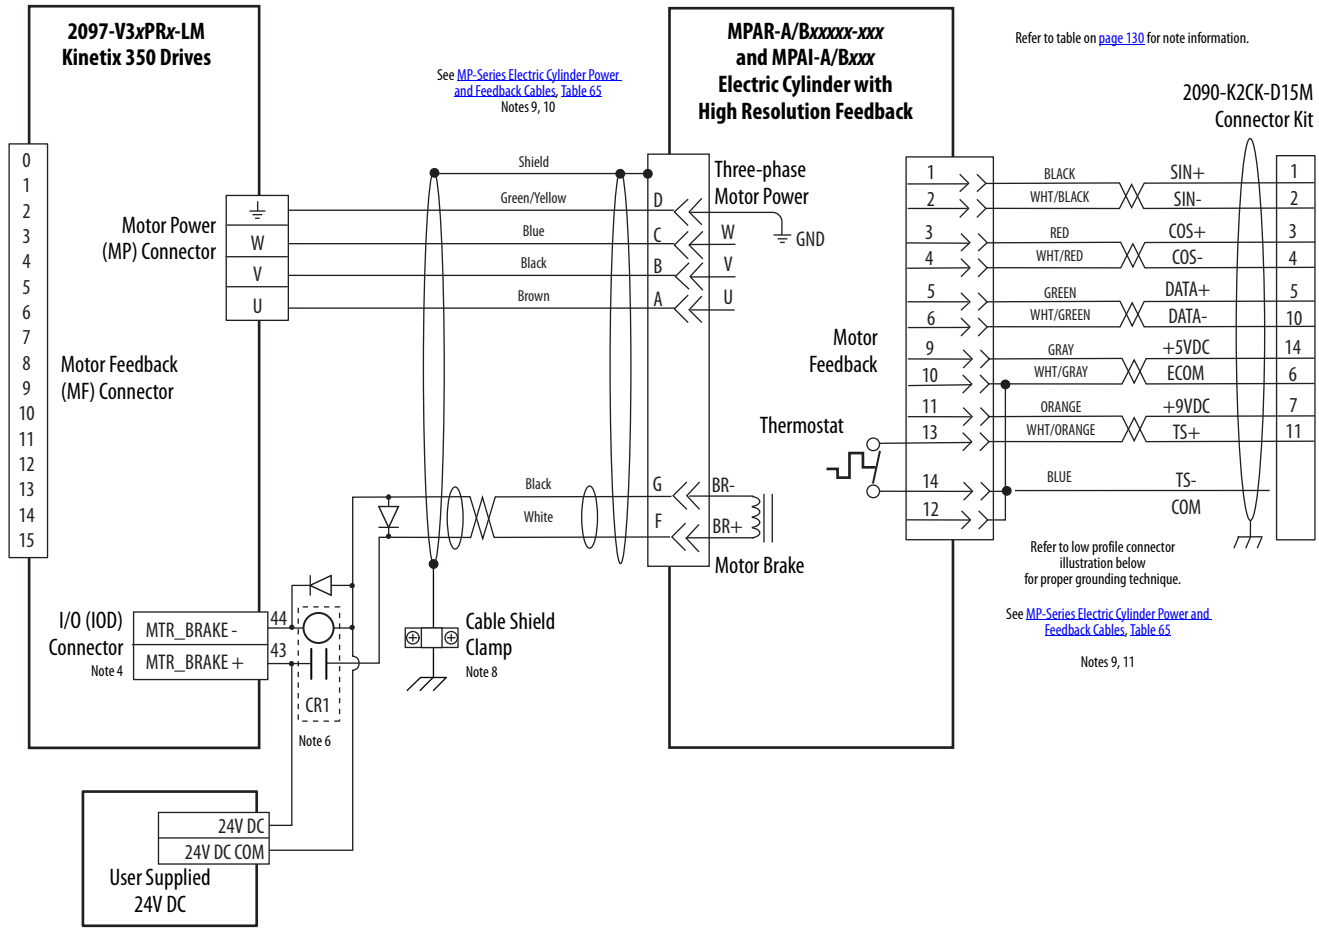 2097-V3xPRx-LM
Kinetix 350 Drives
See MP-Series Electric Cylinder Power
and Feedback Cables, Table 65
Notes 9, 10
MPAR-A/Bxxxxx-xxx
and MPAI-A/Bxxx
Electric Cylinder with
High Resolution Feedback
Refer to table on page 130 for note information.
2090-K2CK-D15M
Connector Kit
0
1
2
3
4
5
6
7
8
9
10
11
12
13
14
15
Motor Power
(MP) Connector
W
V
U
Motor Feedback
(MF) Connector
Shield
Green/Yellow
Blue
Black
Brown
D
C
B
A
Three-phase
Motor Power
W
V
U
GND
Motor
Feedback
Thermostat
1 BLACK SIN+ 1
2 WHT/BLACK SIN- 2
3 RED COS+ 3
4 WHT/RED COS- 4
5 GREEN DATA+ 5
6 WHT/GREEN DATA- 10
9 GRAY +5VDC 14
10 WHT/GRAY ECOM 6
11 ORANGE +9VDC 7
13 WHT/ORANGE TS+ 11
14 BLUE TS-
12 COM
Black
White
G
F
BR-
BR+
Motor Brake
Refer to low profile connector
illustration below
for proper grounding technique.
See MP-Series Electric Cylinder Power and
Feedback Cables, Table 65
Notes 9, 11
I/O (IOD)
Connector
Note 4
MTR_BRAKE -
MTR_BRAKE +
44
43
CR1
Note 6
Cable Shield
Clamp
Note 8
24V DC
24V DC COM
User Supplied
24V DC